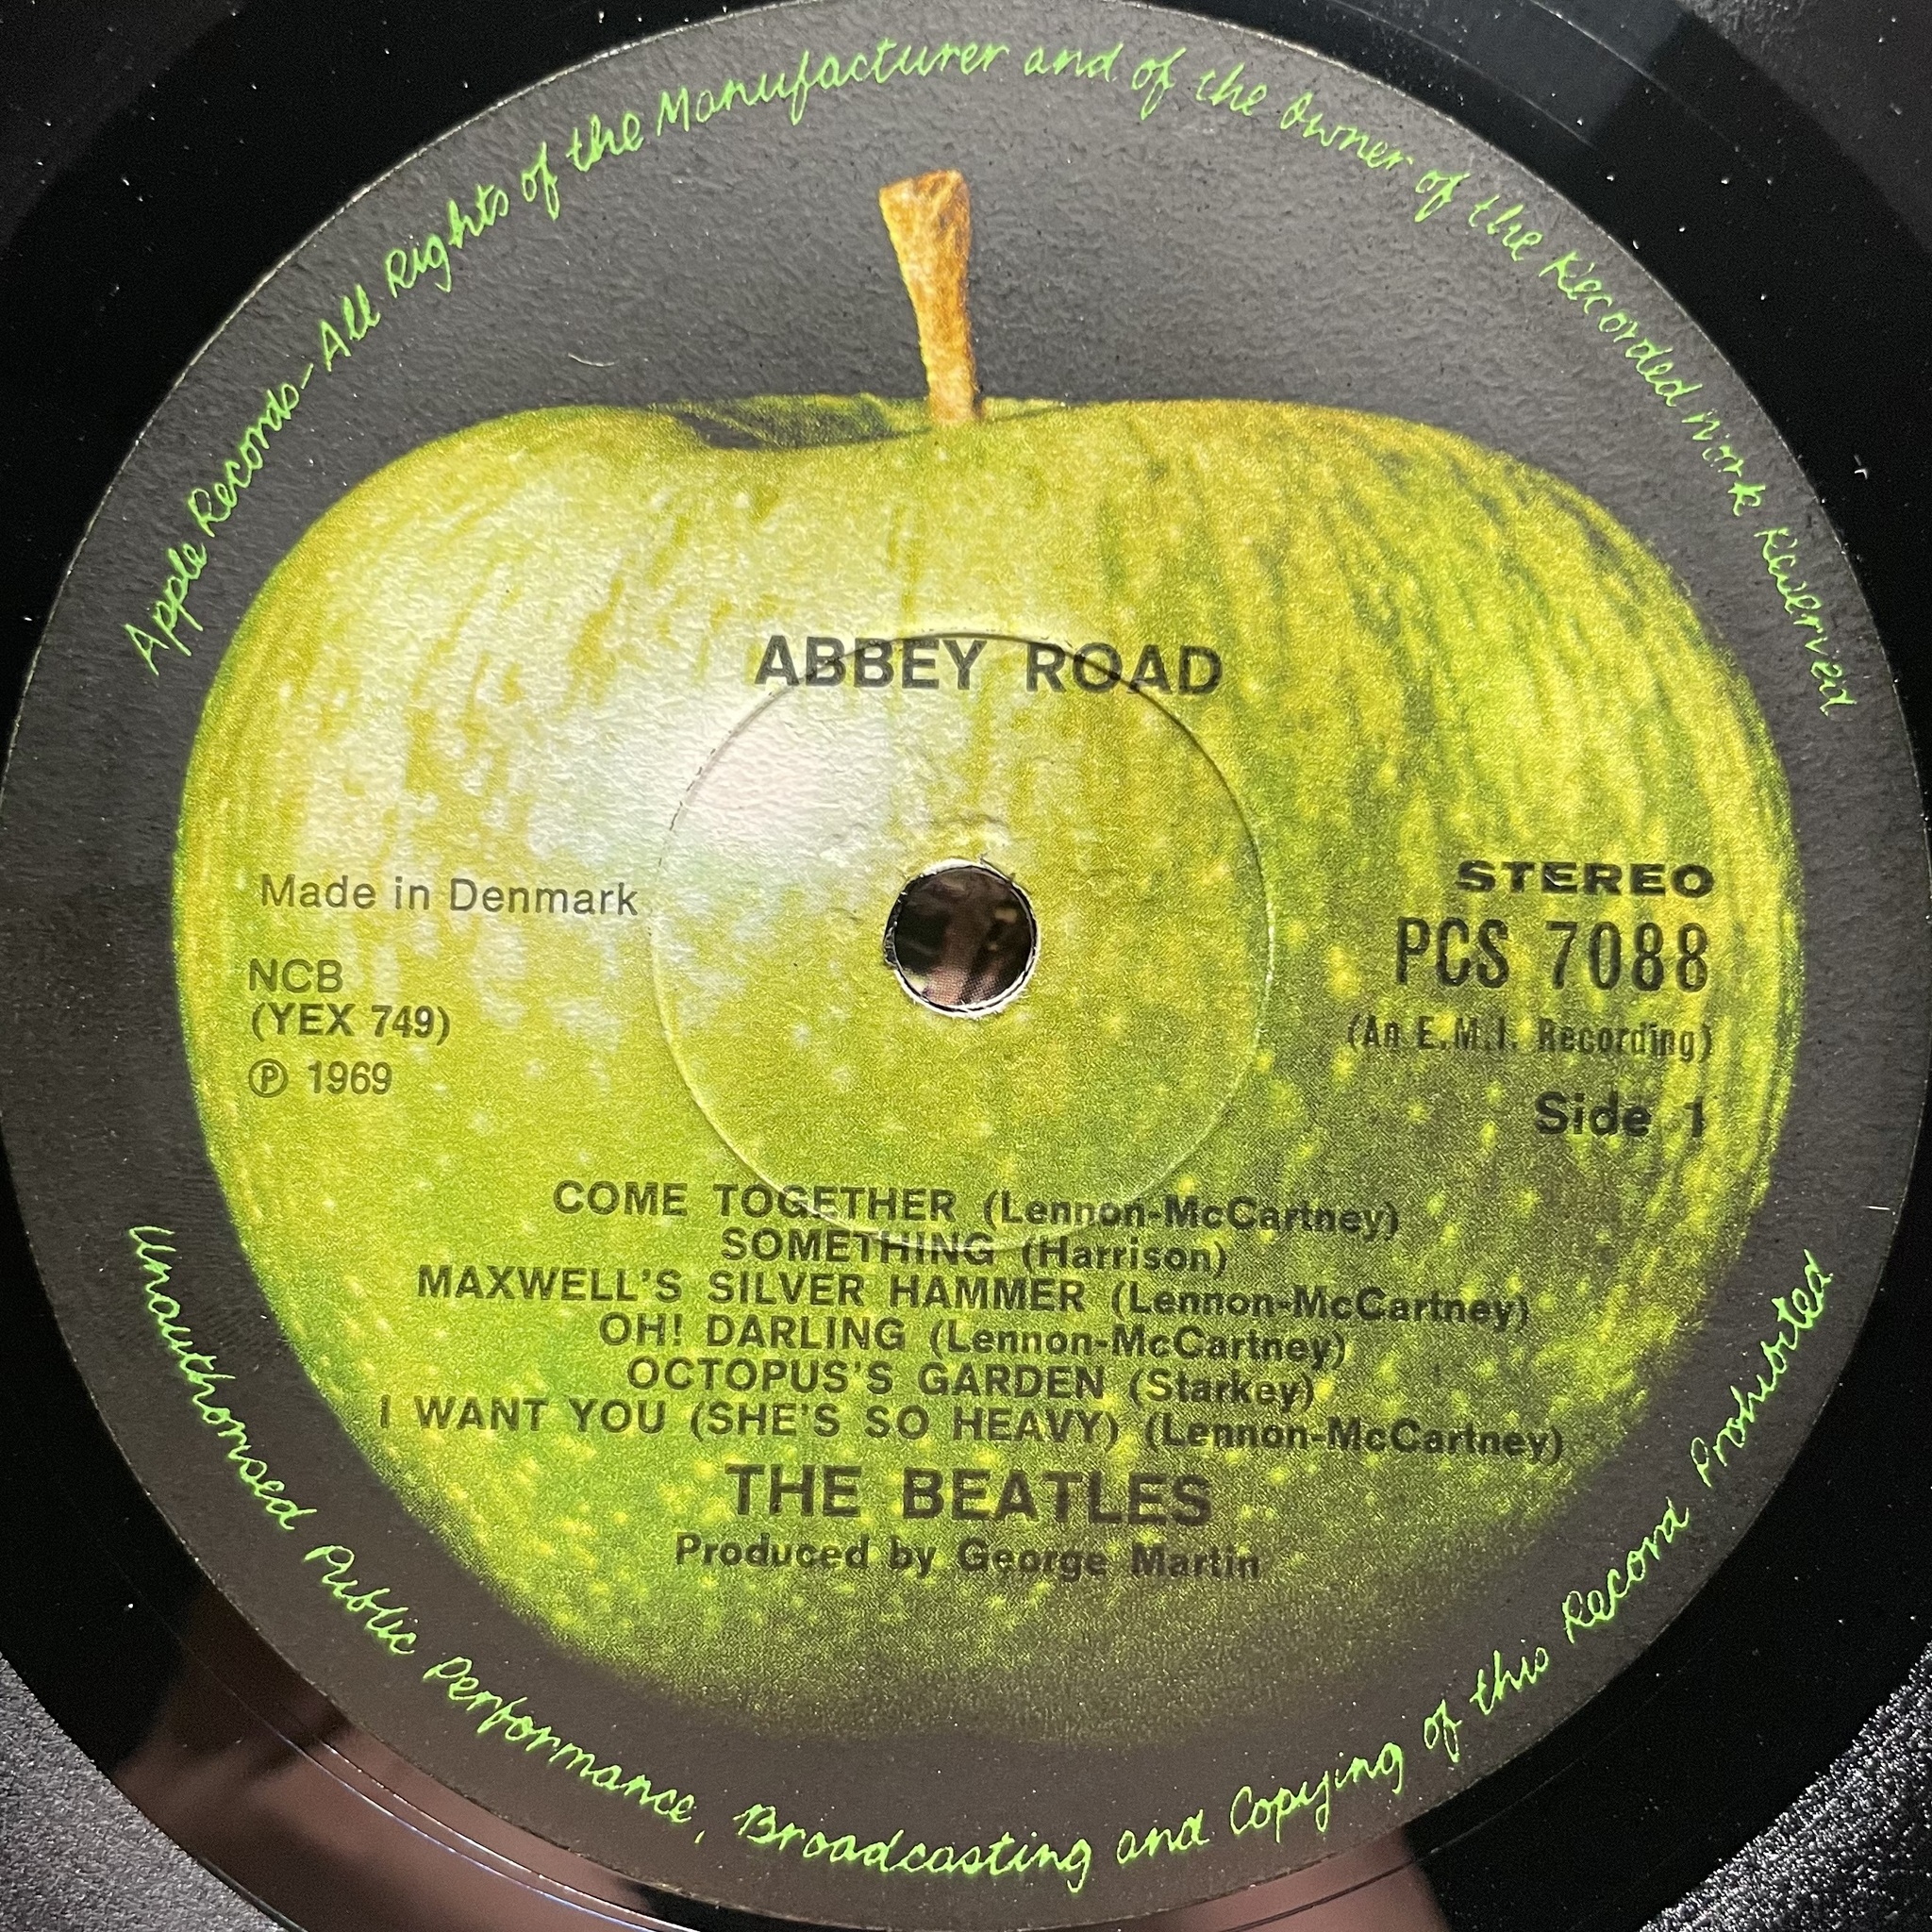 Apple Records - All Rights of the Manufacturer and of the Owner of the Recorded Work Reserved
ABBEY ROAD
Made in Denmark
NCB
(YEX 749)
℗ 1969
STEREO
PCS 7088
(An E.M.I. Recording)
Side 1
COME TOGETHER (Lennon-McCartney)
SOMETHING (Harrison)
MAXWELL'S SILVER HAMMER (Lennon-McCartney)
OH! DARLING (Lennon-McCartney)
OCTOPUS'S GARDEN (Starkey)
I WANT YOU (SHE'S SO HEAVY) (Lennon-McCartney)
THE BEATLES
Produced by George Martin
Unauthorised Public Performance, Broadcasting and Copying of this Record Prohibited